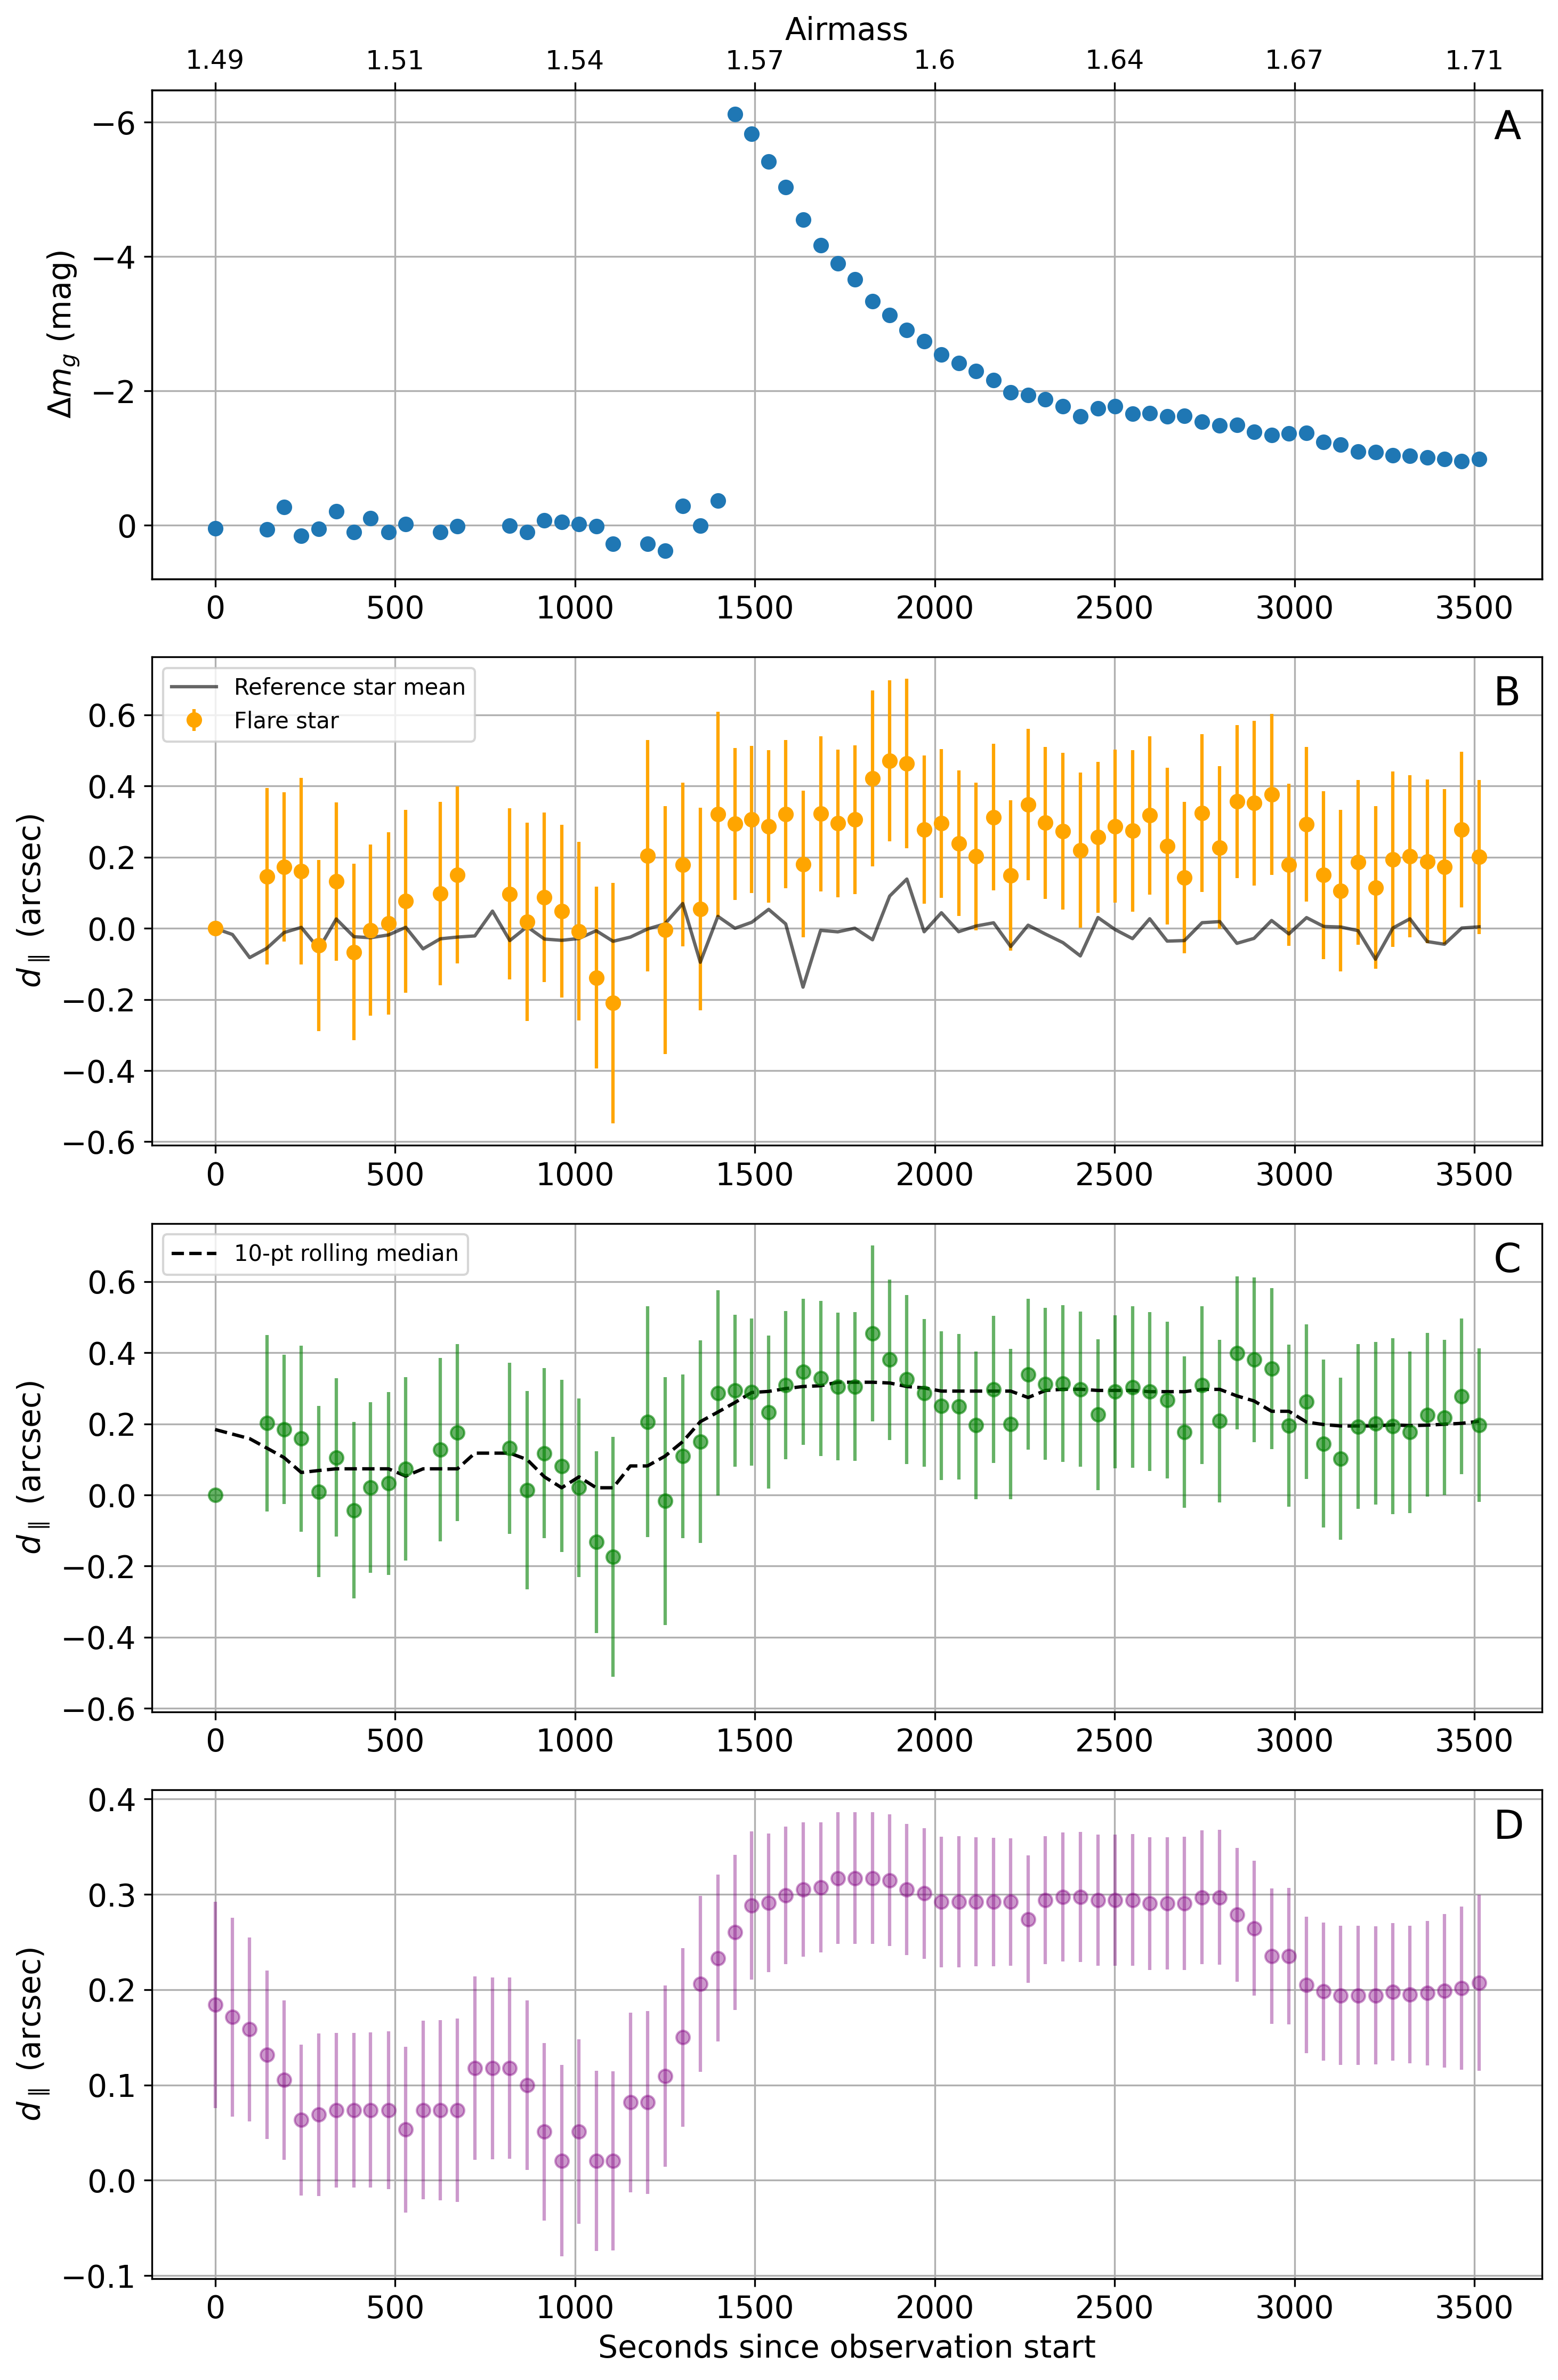 Airmass
1.49 1.51 1.54 1.57 1.6 1.64 1.67 1.71
A
−6
−4
−2
0
Δm_g (mag)
0 500 1000 1500 2000 2500 3000 3500
Reference star mean
Flare star
B
0.6
0.4
0.2
0.0
−0.2
−0.4
−0.6
d_∥ (arcsec)
0 500 1000 1500 2000 2500 3000 3500
10-pt rolling median
C
0.6
0.4
0.2
0.0
−0.2
−0.4
−0.6
d_∥ (arcsec)
0 500 1000 1500 2000 2500 3000 3500
D
0.4
0.3
0.2
0.1
0.0
−0.1
d_∥ (arcsec)
0 500 1000 1500 2000 2500 3000 3500
Seconds since observation start